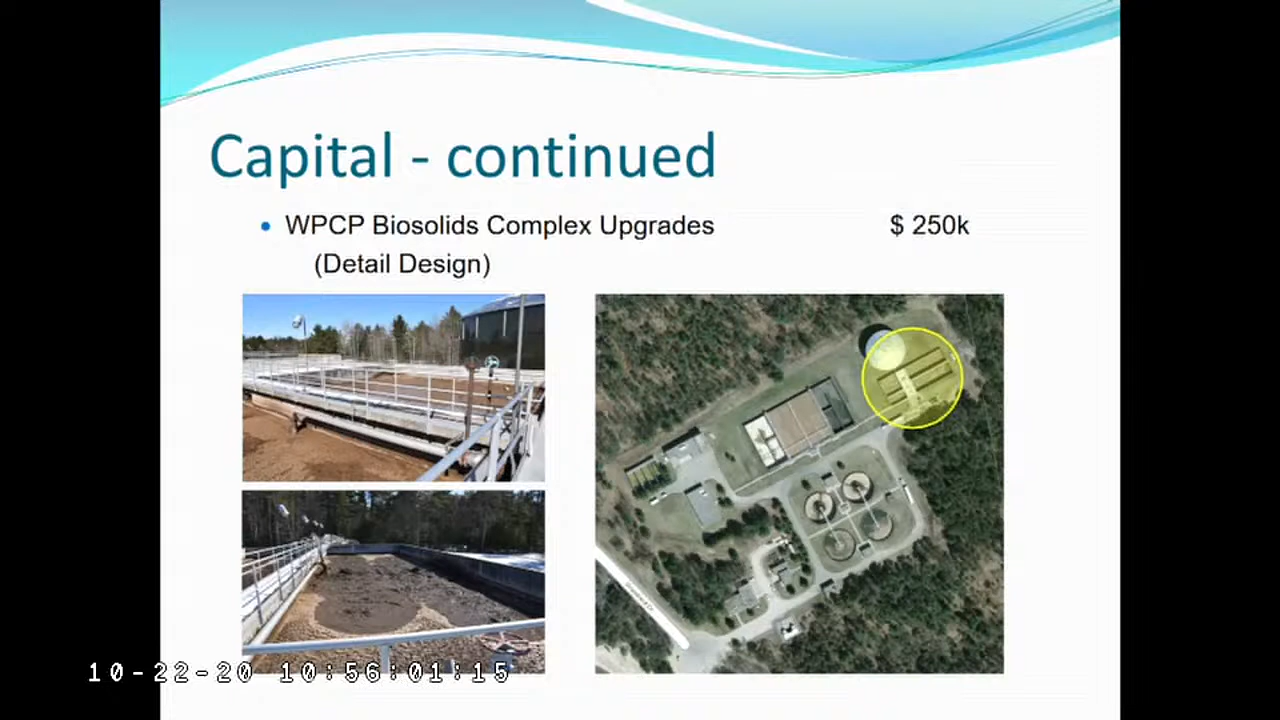 Capital - continued
• WPCP Biosolids Complex Upgrades $ 250k
(Detail Design)
10-22-20 10:56:01:15